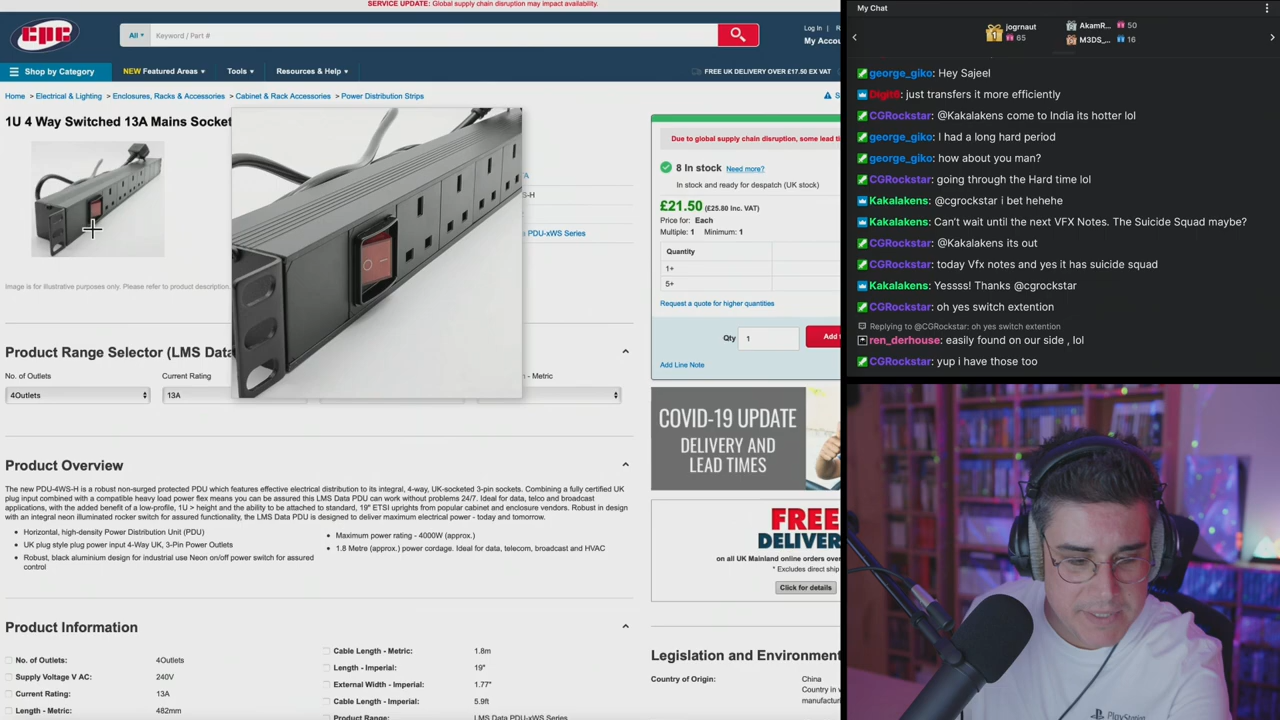 SERVICE UPDATE: Global supply chain disruption may impact availability.
CPC
All
Keyword / Part #
Log In
My Accou
Shop by Category
NEW Featured Areas
Tools
Resources & Help
FREE UK DELIVERY OVER £17.50 EX VAT
Home > Electrical & Lighting > Enclosures, Racks & Accessories > Cabinet & Rack Accessories > Power Distribution Strips
1U 4 Way Switched 13A Mains Socket
TA
S-H
PDU-xWS Series
Image is for illustrative purposes only. Please refer to product description.
Due to global supply chain disruption, some lead
8 In stock Need more?
In stock and ready for despatch (UK stock)
£21.50 (£25.80 Inc. VAT)
Price for: Each
Multiple: 1 Minimum: 1
Quantity
1+
5+
Request a quote for higher quantities
Qty 1
Add
Add Line Note
Product Range Selector (LMS Data
No. of Outlets
Current Rating
n - Metric
4Outlets
13A
COVID-19 UPDATE
DELIVERY AND
LEAD TIMES
Product Overview
The new PDU-4WS-H is a robust non-surged protected PDU which features effective electrical distribution to its integral, 4-way, UK-socketed 3-pin sockets. Combining a fully certified UK
plug input combined with a compatible heavy load power flex means you can be assured this LMS Data PDU can work without problems 24/7. Ideal for data, telco and broadcast
applications, with the added benefit of a low-profile, 1U > height and the ability to be attached to standard, 19" ETSI uprights from popular cabinet and enclosure vendors. Robust in design
with an integral neon illuminated rocker switch for assured functionality, the LMS Data PDU is designed to deliver maximum electrical power - today and tomorrow.
Horizontal, high-density Power Distribution Unit (PDU)
UK plug style plug power input 4-Way UK, 3-Pin Power Outlets
Robust, black aluminium design for industrial use Neon on/off power switch for assured
control
Maximum power rating - 4000W (approx.)
1.8 Metre (approx.) power cordage. Ideal for data, telecom, broadcast and HVAC
FREE
DELIVER
on all UK Mainland online orders over
* Excludes direct ship
Click for details
Product Information
No. of Outlets: 4Outlets
Supply Voltage V AC: 240V
Current Rating: 13A
Length - Metric: 482mm
Cable Length - Metric: 1.8m
Length - Imperial: 19"
External Width - Imperial: 1.77"
Cable Length - Imperial: 5.9ft
Product Range: LMS Data PDU-xWS Series
Legislation and Environment
Country of Origin: China
Country in w
manufactur
My Chat
jogrnaut
65
AkamR... 50
M3DS_... 16
george_giko: Hey Sajeel
Digit6: just transfers it more efficiently
CGRockstar: @Kakalakens come to India its hotter lol
george_giko: I had a long hard period
george_giko: how about you man?
CGRockstar: going through the Hard time lol
Kakalakens: @cgrockstar i bet hehehe
Kakalakens: Can't wait until the next VFX Notes. The Suicide Squad maybe?
CGRockstar: @Kakalakens its out
CGRockstar: today Vfx notes and yes it has suicide squad
Kakalakens: Yessss! Thanks @cgrockstar
CGRockstar: oh yes switch extention
Replying to @CGRockstar: oh yes switch extention
ren_derhouse: easily found on our side , lol
CGRockstar: yup i have those too
PlayStation